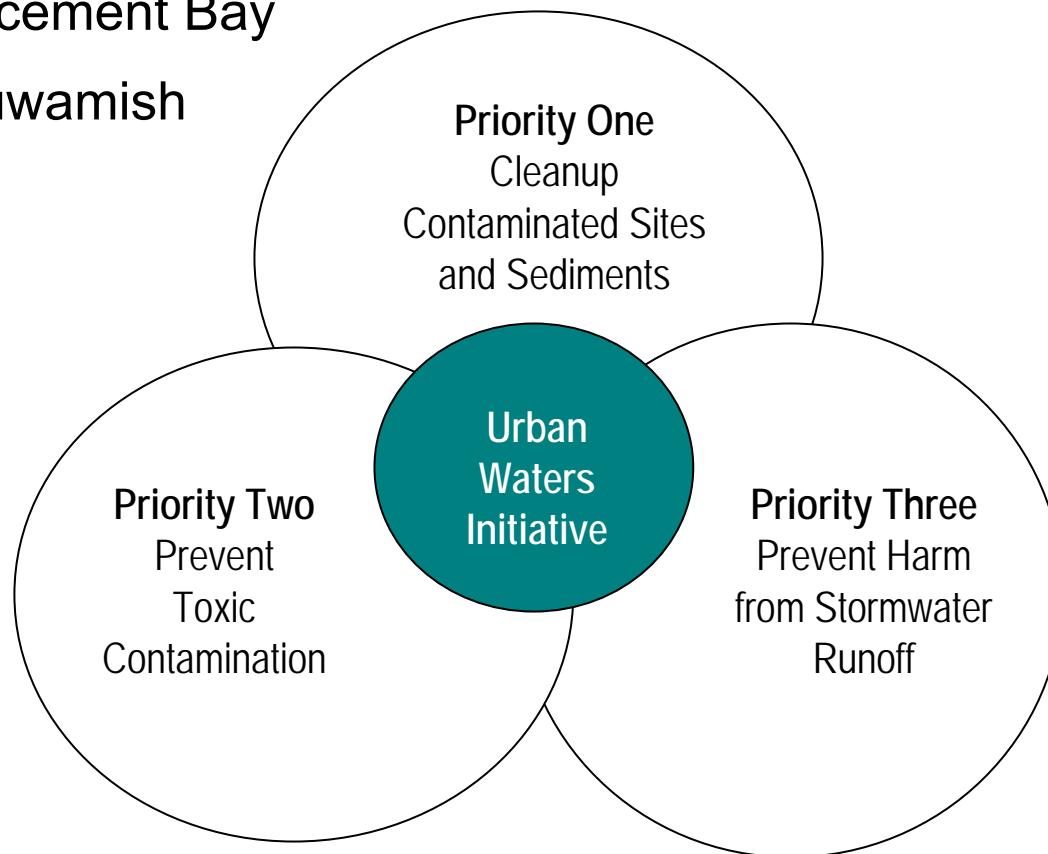 cement Bay
uwamish
Priority One
Cleanup
Contaminated Sites
and Sediments
Urban
Waters
Initiative
Priority Two
Prevent
Toxic
Contamination
Priority Three
Prevent Harm
from Stormwater
Runoff